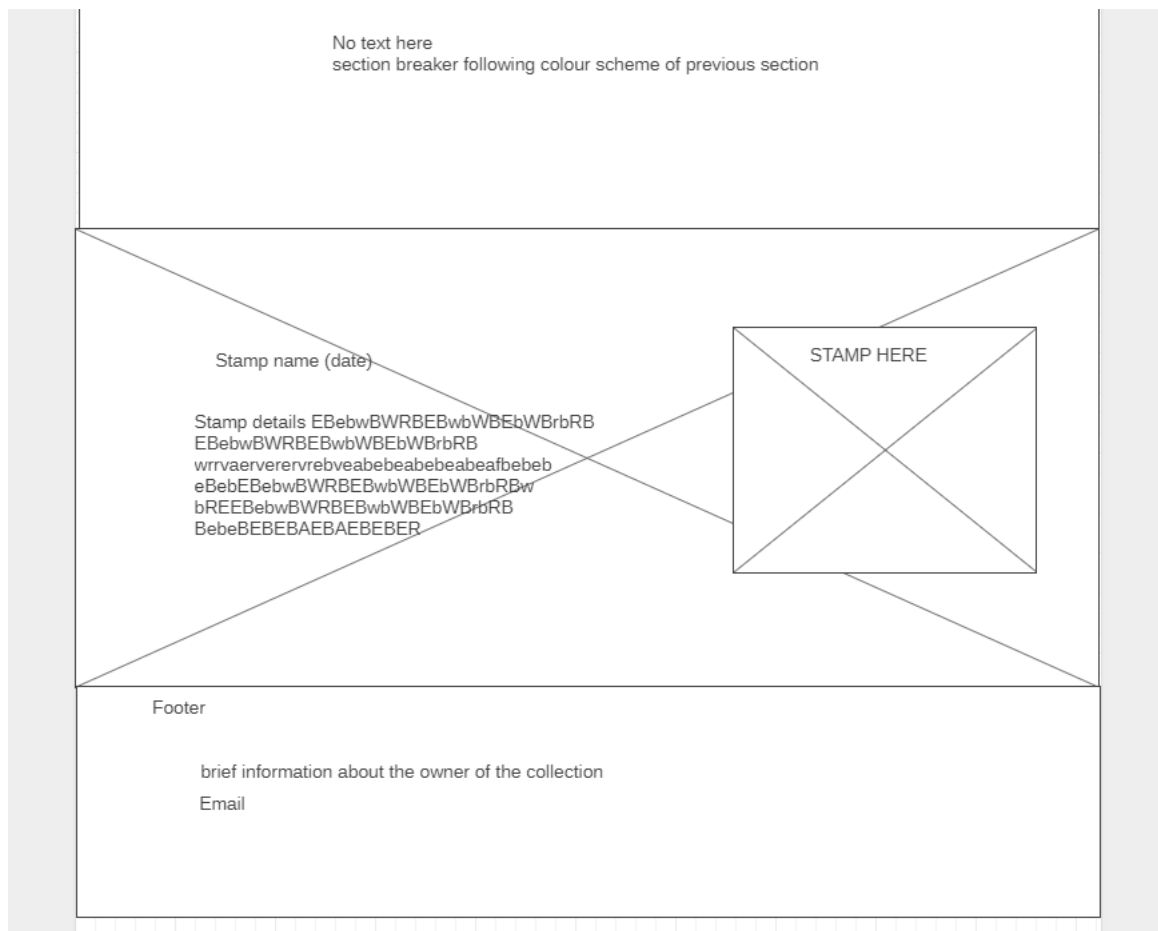 No text here
section breaker following colour scheme of previous section
Stamp name (date)
STAMP HERE
Stamp details EBebwBWRBEBwbWBEbWBrbRB
EBebwBWRBEBwbWBEbWBrbRB
wrrvaerverervrebveabebeabebeabeafbebeb
eBebEBebwBWRBEBwbWBEbWBrbRBw
bREEBebwBWRBEBwbWBEbWBrbRB
BebeBEBEBAEBAEBEBER
Footer
brief information about the owner of the collection
Email